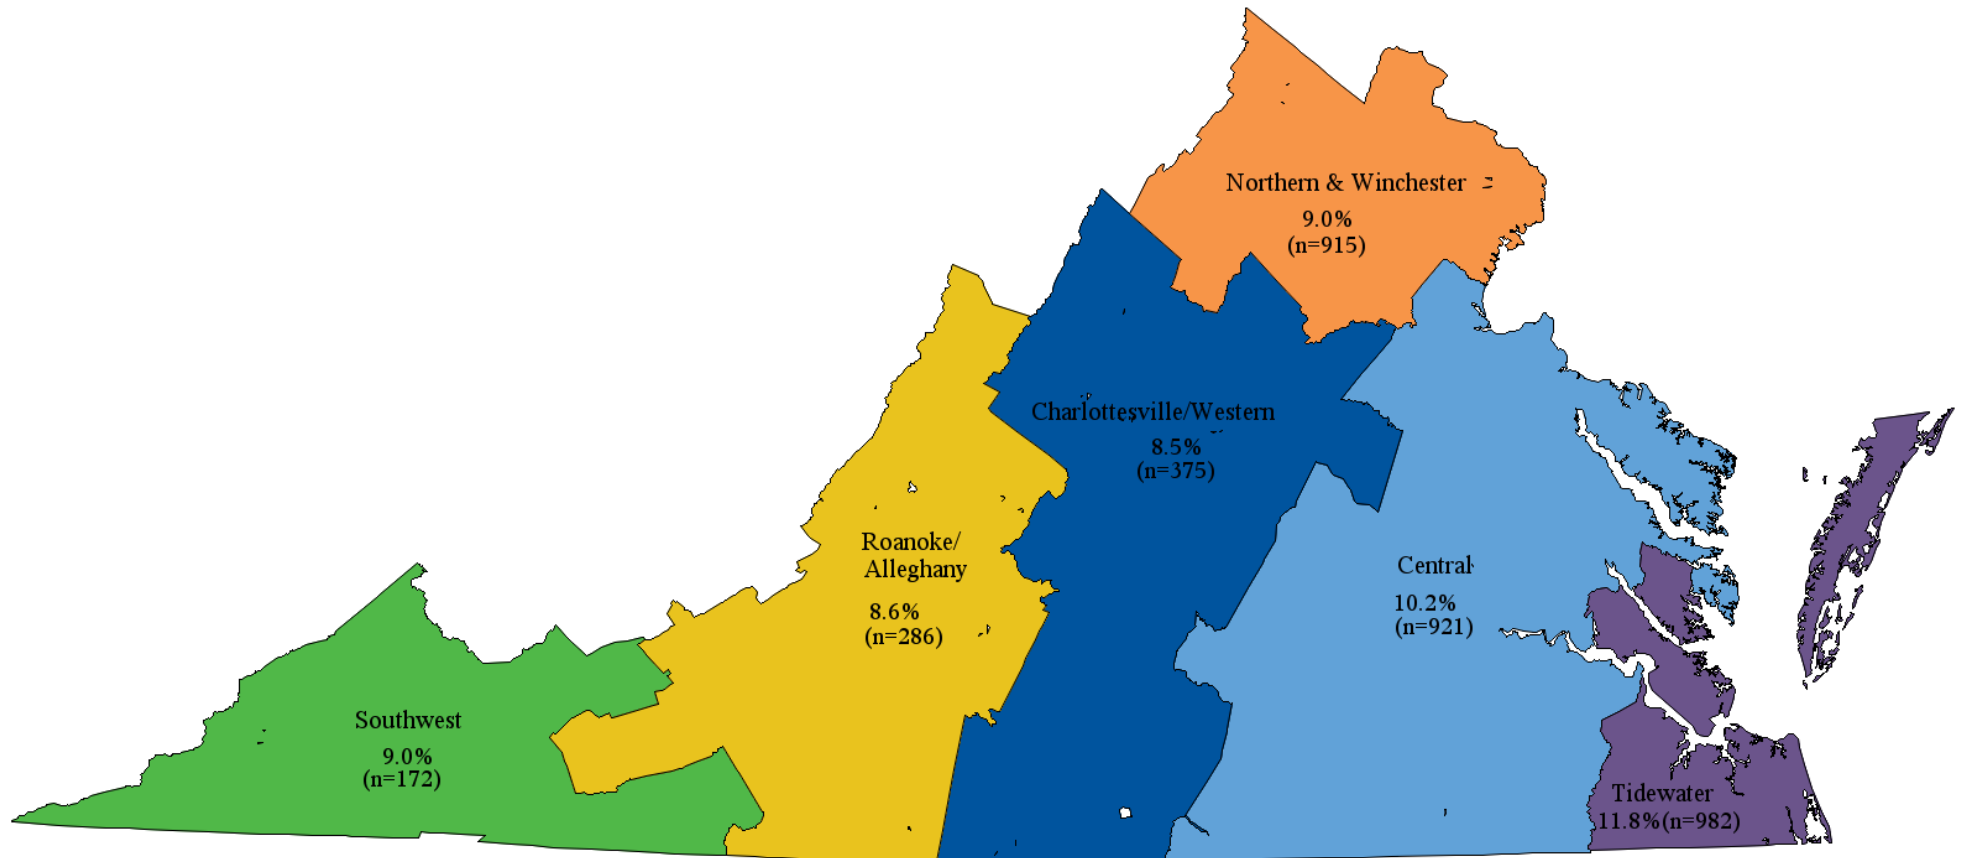 Northern & Winchester
9.0%
(n=915)
Charlottesville/Western
8.5%
(n=375)
Roanoke/
Alleghany
8.6%
(n=286)
Central
10.2%
(n=921)
Southwest
9.0%
(n=172)
Tidewater
11.8%(n=982)